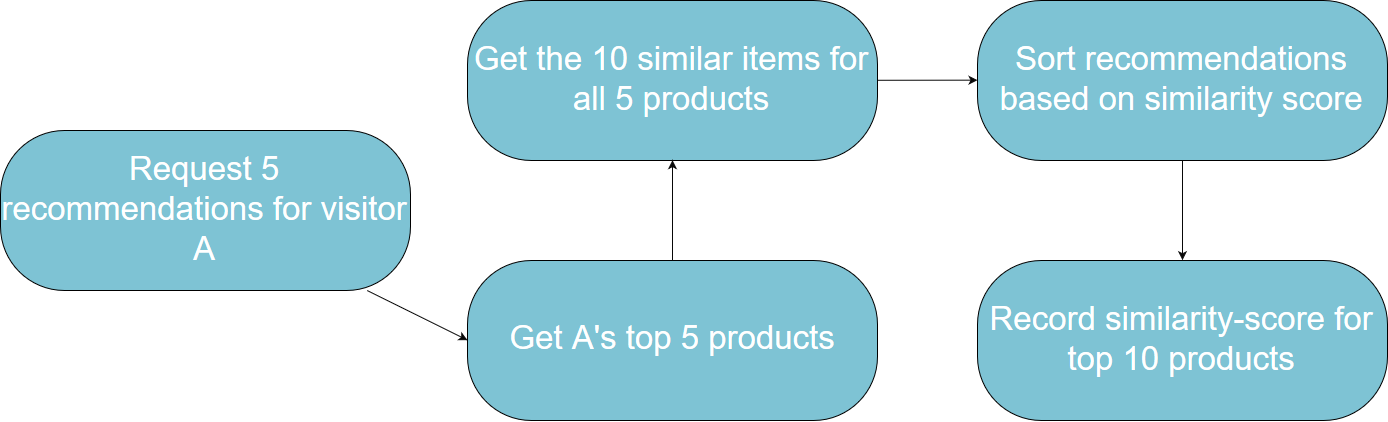 Request 5
recommendations for visitor
A
Get A's top 5 products
Get the 10 similar items for
all 5 products
Sort recommendations
based on similarity score
Record similarity-score for
top 10 products